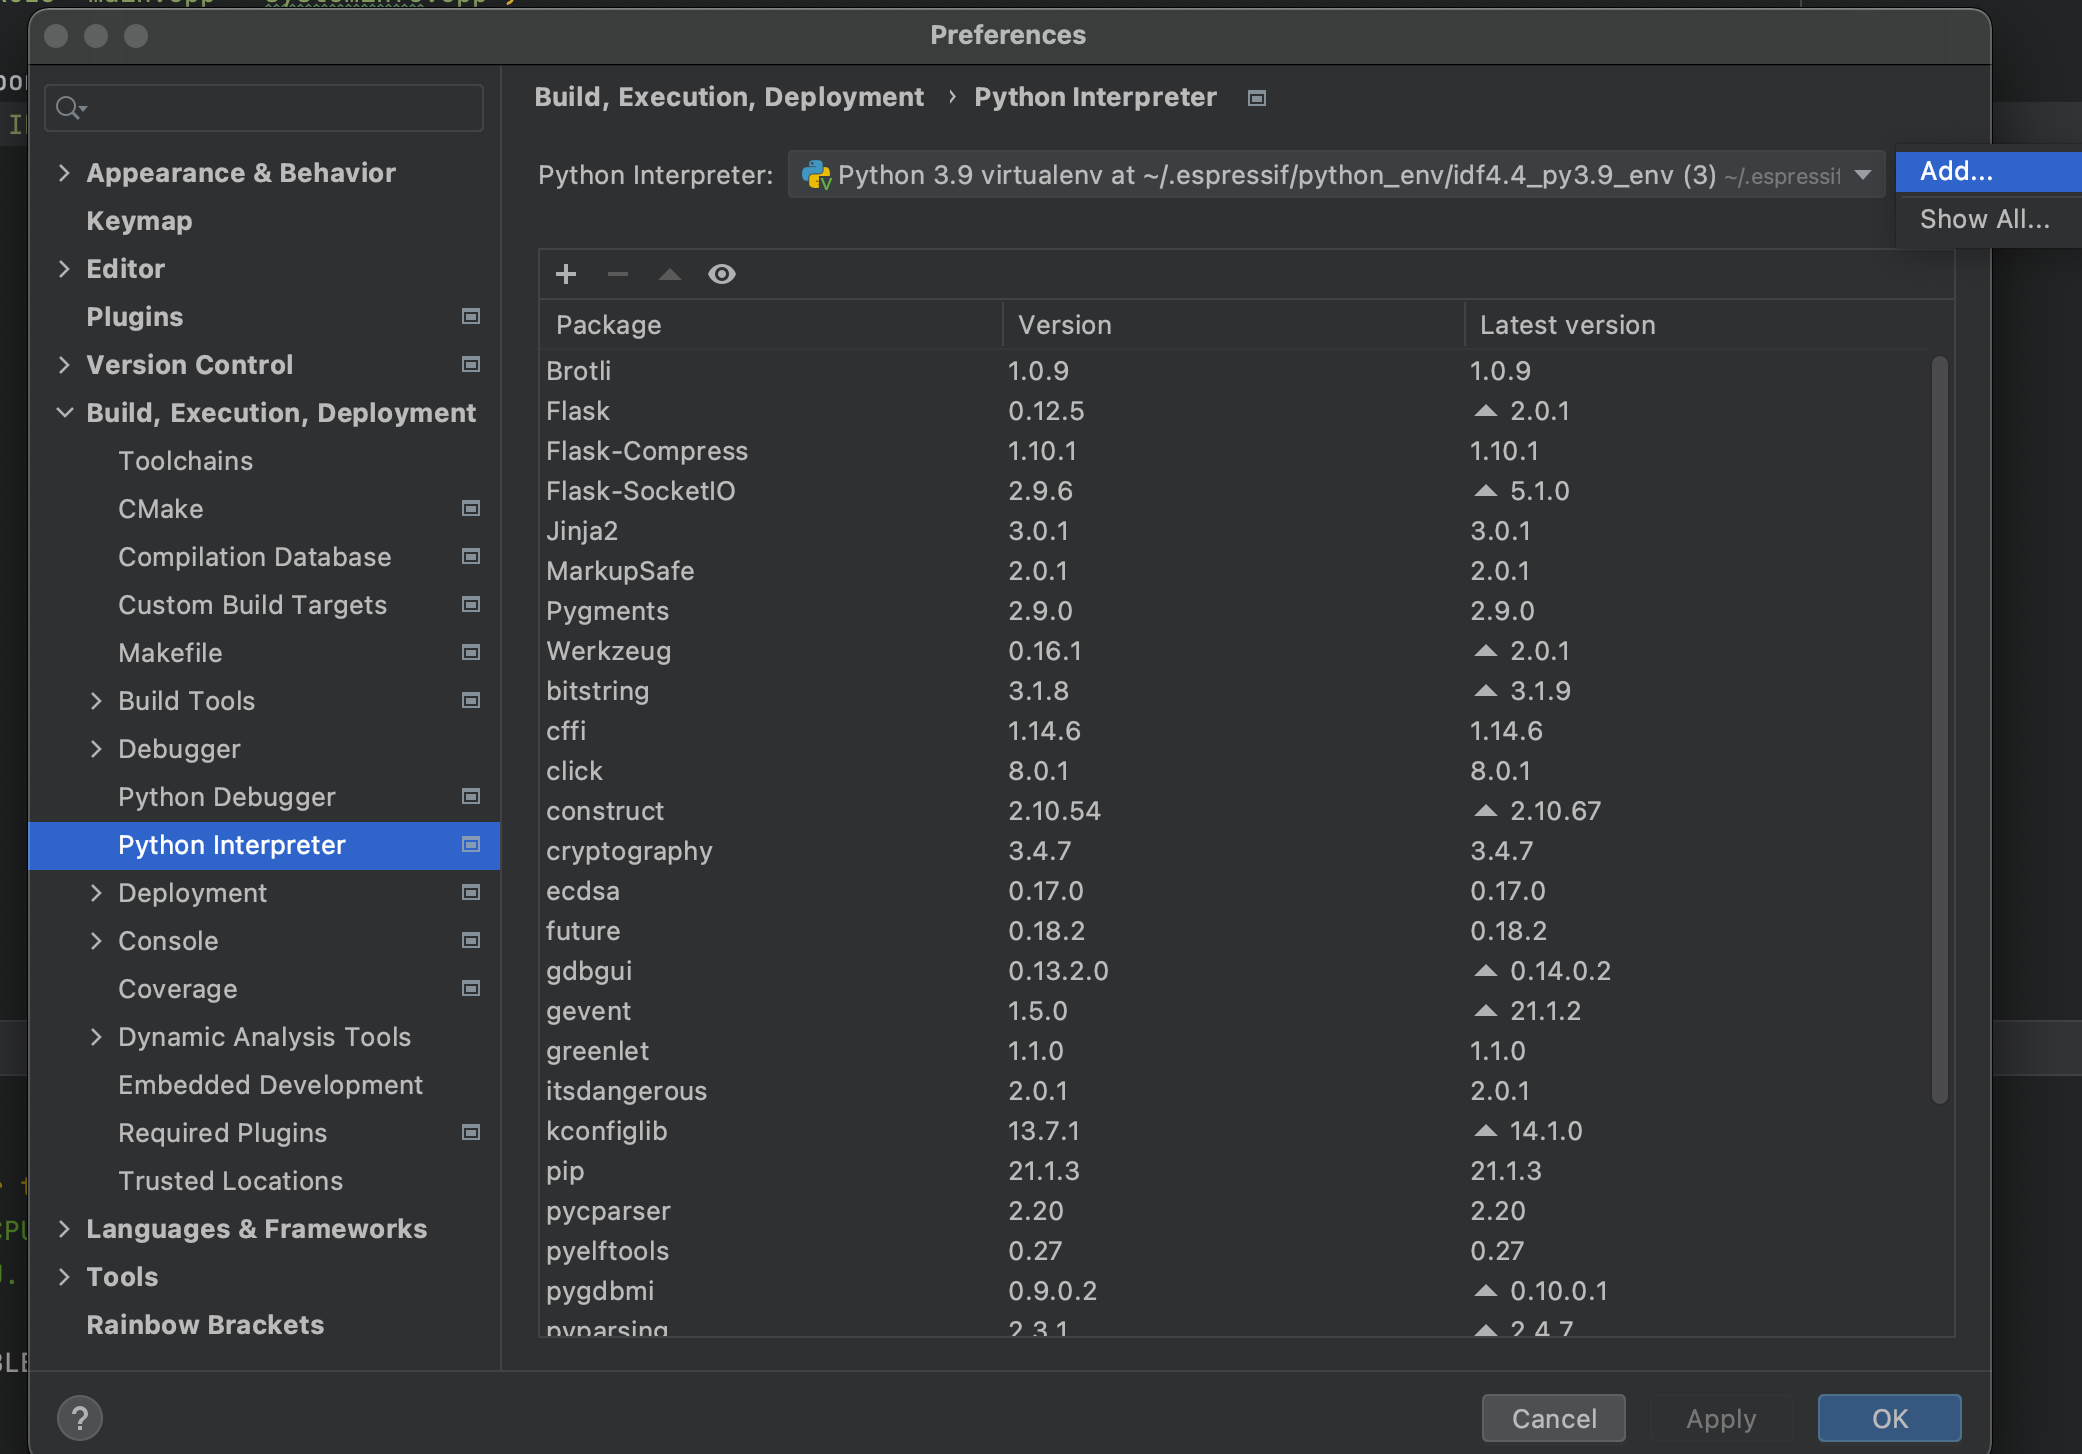 Preferences
Build, Execution, Deployment › Python Interpreter
Appearance & Behavior
Keymap
Editor
Plugins
Version Control
Build, Execution, Deployment
Toolchains
CMake
Compilation Database
Custom Build Targets
Makefile
Build Tools
Debugger
Python Debugger
Python Interpreter
Deployment
Console
Coverage
Dynamic Analysis Tools
Embedded Development
Required Plugins
Trusted Locations
Languages & Frameworks
Tools
Rainbow Brackets
Python Interpreter: Python 3.9 virtualenv at ~/.espressif/python_env/idf4.4_py3.9_env (3) ~/.espressif
Add...
Show All...
Package Version Latest version
Brotli 1.0.9 1.0.9
Flask 0.12.5 2.0.1
Flask-Compress 1.10.1 1.10.1
Flask-SocketIO 2.9.6 5.1.0
Jinja2 3.0.1 3.0.1
MarkupSafe 2.0.1 2.0.1
Pygments 2.9.0 2.9.0
Werkzeug 0.16.1 2.0.1
bitstring 3.1.8 3.1.9
cffi 1.14.6 1.14.6
click 8.0.1 8.0.1
construct 2.10.54 2.10.67
cryptography 3.4.7 3.4.7
ecdsa 0.17.0 0.17.0
future 0.18.2 0.18.2
gdbgui 0.13.2.0 0.14.0.2
gevent 1.5.0 21.1.2
greenlet 1.1.0 1.1.0
itsdangerous 2.0.1 2.0.1
kconfiglib 13.7.1 14.1.0
pip 21.1.3 21.1.3
pycparser 2.20 2.20
pyelftools 0.27 0.27
pygdbmi 0.9.0.2 0.10.0.1
pyparsing 2.3.1 2.4.7
? Cancel Apply OK